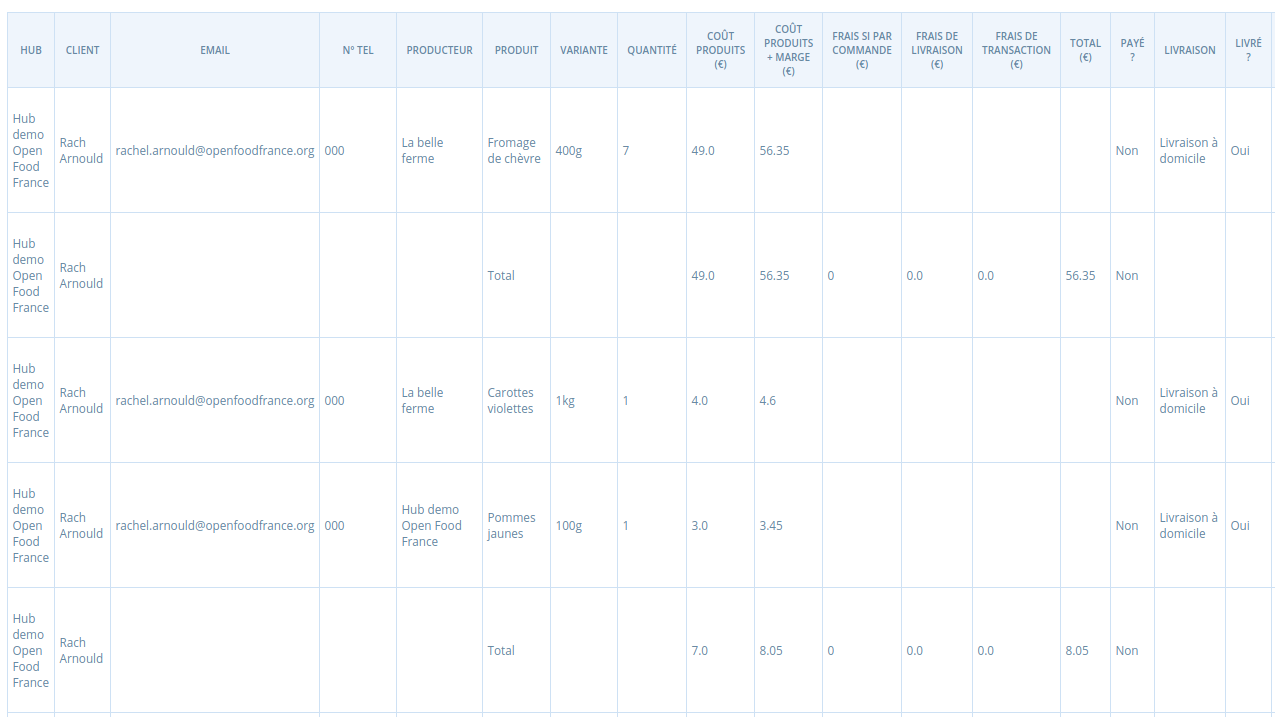 HUB
CLIENT
EMAIL
N° TEL
PRODUCTEUR
PRODUIT
VARIANTE
QUANTITÉ
COÛT
PRODUITS
(€)
COÛT
PRODUITS
+ MARGE
(€)
FRAIS SI PAR
COMMANDE
(€)
FRAIS DE
LIVRAISON
(€)
FRAIS DE
TRANSACTION
(€)
TOTAL
(€)
PAYÉ
?
LIVRAISON
LIVRÉ
?
Hub
demo
Open
Food
France
Rach
Arnould
rachel.arnould@openfoodfrance.org
000
La belle
ferme
Fromage
de chèvre
400g
7
49.0
56.35
Non
Livraison à
domicile
Oui
Hub
demo
Open
Food
France
Rach
Arnould
Total
49.0
56.35
0
0.0
0.0
56.35
Non
Hub
demo
Open
Food
France
Rach
Arnould
rachel.arnould@openfoodfrance.org
000
La belle
ferme
Carottes
violettes
1kg
1
4.0
4.6
Non
Livraison à
domicile
Oui
Hub
demo
Open
Food
France
Rach
Arnould
rachel.arnould@openfoodfrance.org
000
Hub demo
Open Food
France
Pommes
jaunes
100g
1
3.0
3.45
Non
Livraison à
domicile
Oui
Hub
demo
Open
Food
France
Rach
Arnould
Total
7.0
8.05
0
0.0
0.0
8.05
Non